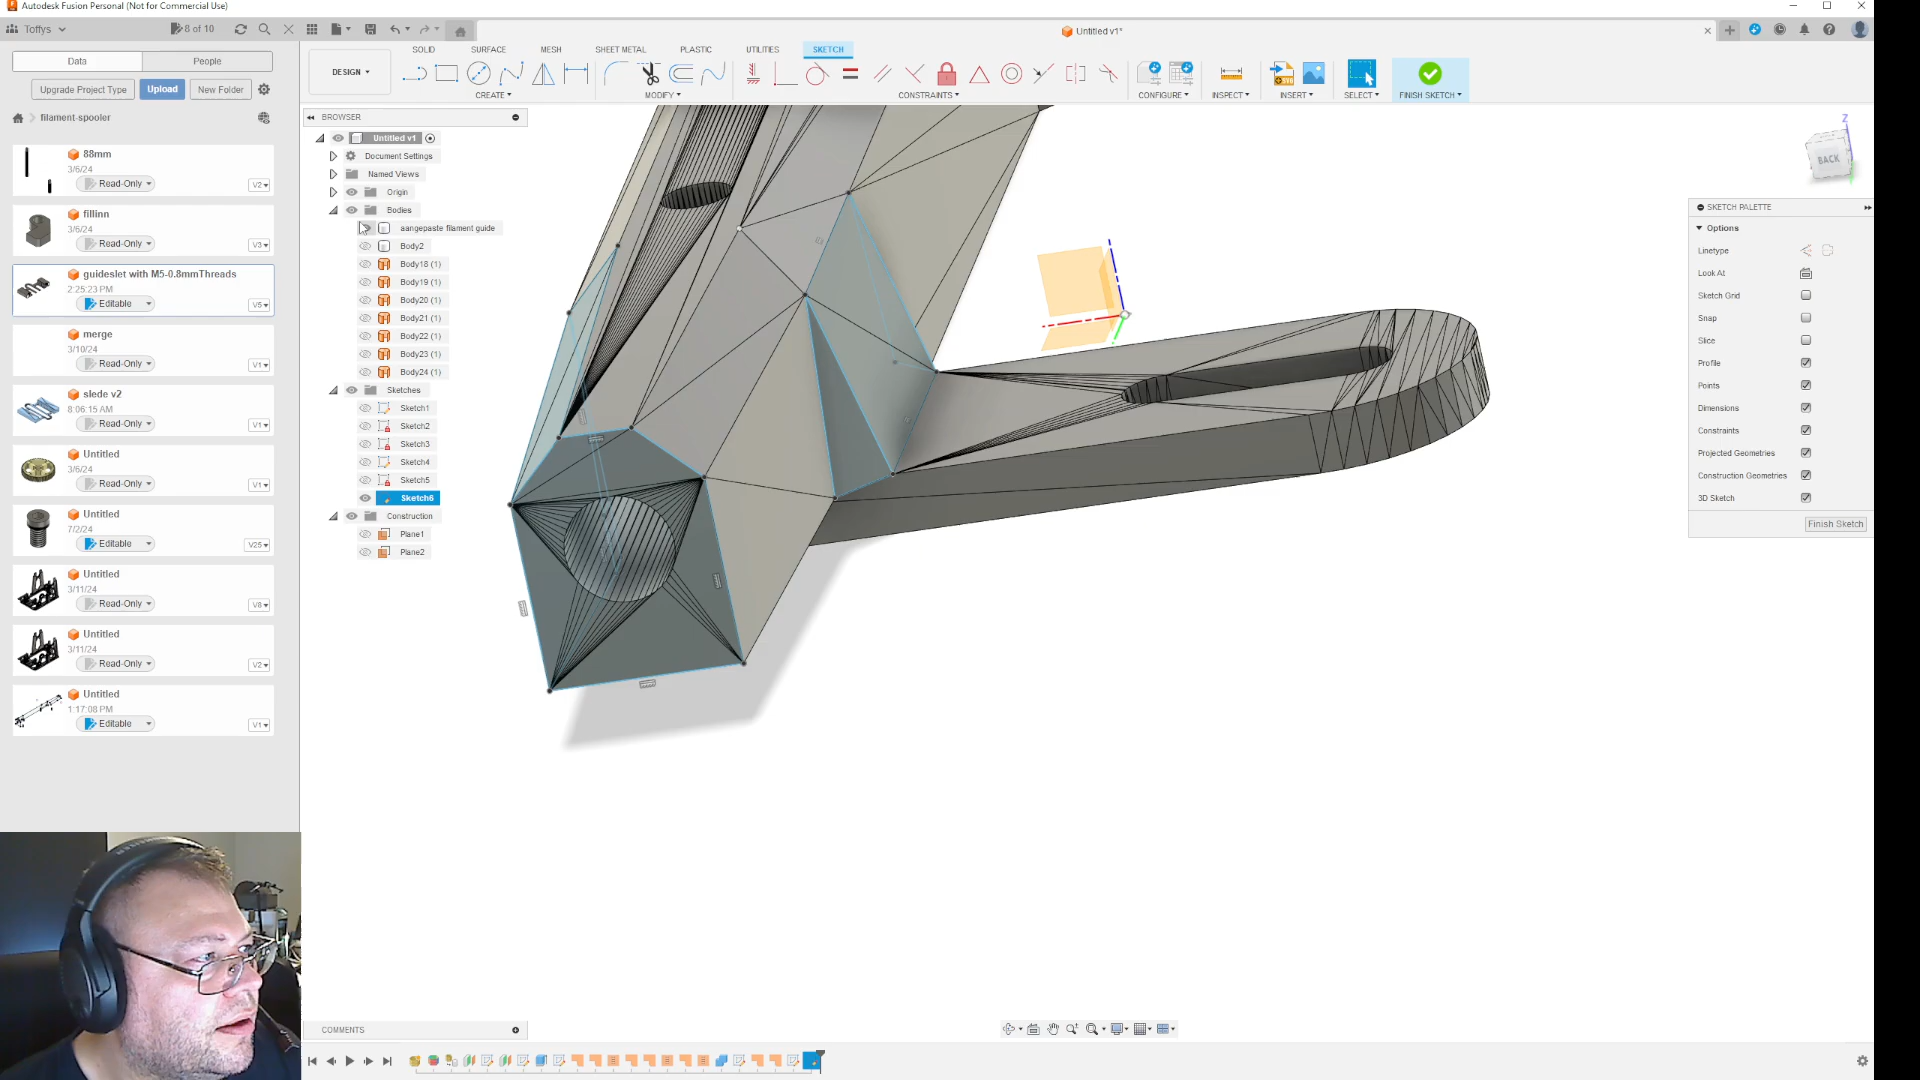 Autodesk Fusion Personal (Not for Commercial Use)
Toffys
8 of 10
Untitled v1*
Data
People
Upgrade Project Type
Upload
New Folder
filament-spooler
88mm
3/6/24
Read-Only
V2
fillinn
3/6/24
Read-Only
V3
guideslet with M5-0.8mmThreads
2:25:23 PM
Editable
V5
merge
3/10/24
Read-Only
V1
slede v2
8:06:15 AM
Read-Only
V1
Untitled
3/6/24
Read-Only
V1
Untitled
7/2/24
Editable
V25
Untitled
3/11/24
Read-Only
V8
Untitled
3/11/24
Read-Only
V2
Untitled
1:17:08 PM
Editable
V1
DESIGN
SOLID
SURFACE
MESH
SHEET METAL
PLASTIC
UTILITIES
SKETCH
CREATE
MODIFY
CONSTRAINTS
CONFIGURE
INSPECT
INSERT
SELECT
FINISH SKETCH
BROWSER
Untitled v1
Document Settings
Named Views
Origin
Bodies
aangepaste filament guide
Body2
Body18 (1)
Body19 (1)
Body20 (1)
Body21 (1)
Body22 (1)
Body23 (1)
Body24 (1)
Sketches
Sketch1
Sketch2
Sketch3
Sketch4
Sketch5
Sketch6
Construction
Plane1
Plane2
Z
BACK
SKETCH PALETTE
Options
Linetype
Look At
Sketch Grid
Snap
Slice
Profile
Points
Dimensions
Constraints
Projected Geometries
Construction Geometries
3D Sketch
Finish Sketch
COMMENTS